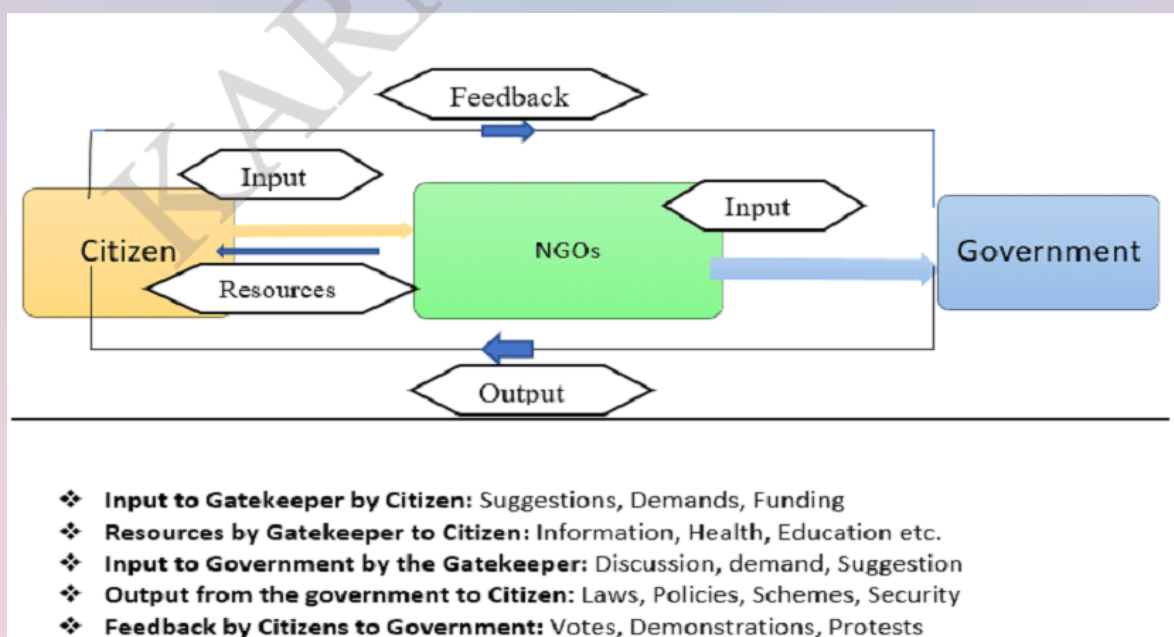 KAR
Feedback
Input
Input
Citizen
NGOs
Government
Resources
Output
❖ Input to Gatekeeper by Citizen: Suggestions, Demands, Funding
❖ Resources by Gatekeeper to Citizen: Information, Health, Education etc.
❖ Input to Government by the Gatekeeper: Discussion, demand, Suggestion
❖ Output from the government to Citizen: Laws, Policies, Schemes, Security
❖ Feedback by Citizens to Government: Votes, Demonstrations, Protests